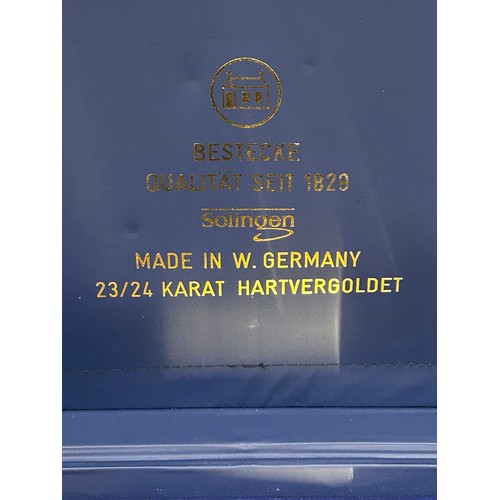 BESTECKE
QUALITÄT SEIT 1829
Solingen
MADE IN W. GERMANY
23/24 KARAT HARTVERGOLDET